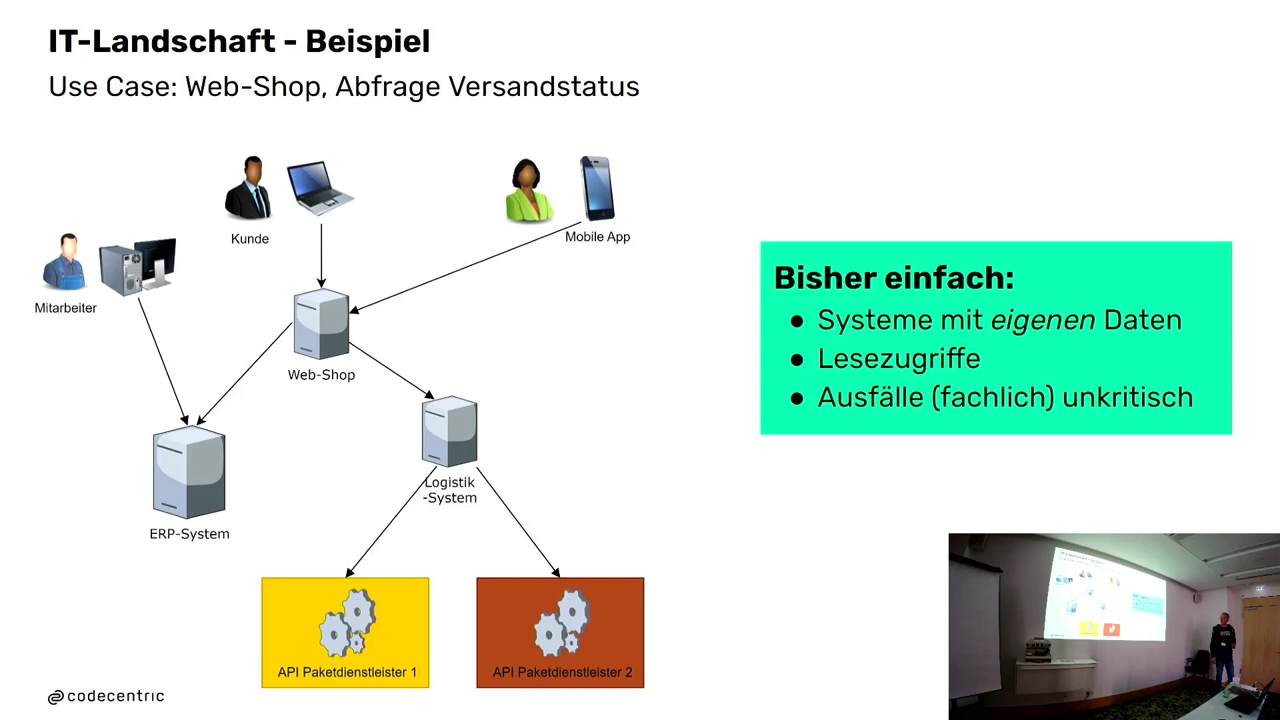 IT-Landschaft - Beispiel
Use Case: Web-Shop, Abfrage Versandstatus
Kunde
Mobile App
Mitarbeiter
Web-Shop
Logistik
-System
ERP-System
API Paketdienstleister 1
API Paketdienstleister 2
Bisher einfach:
● Systeme mit eigenen Daten
● Lesezugriffe
● Ausfälle (fachlich) unkritisch
codecentric